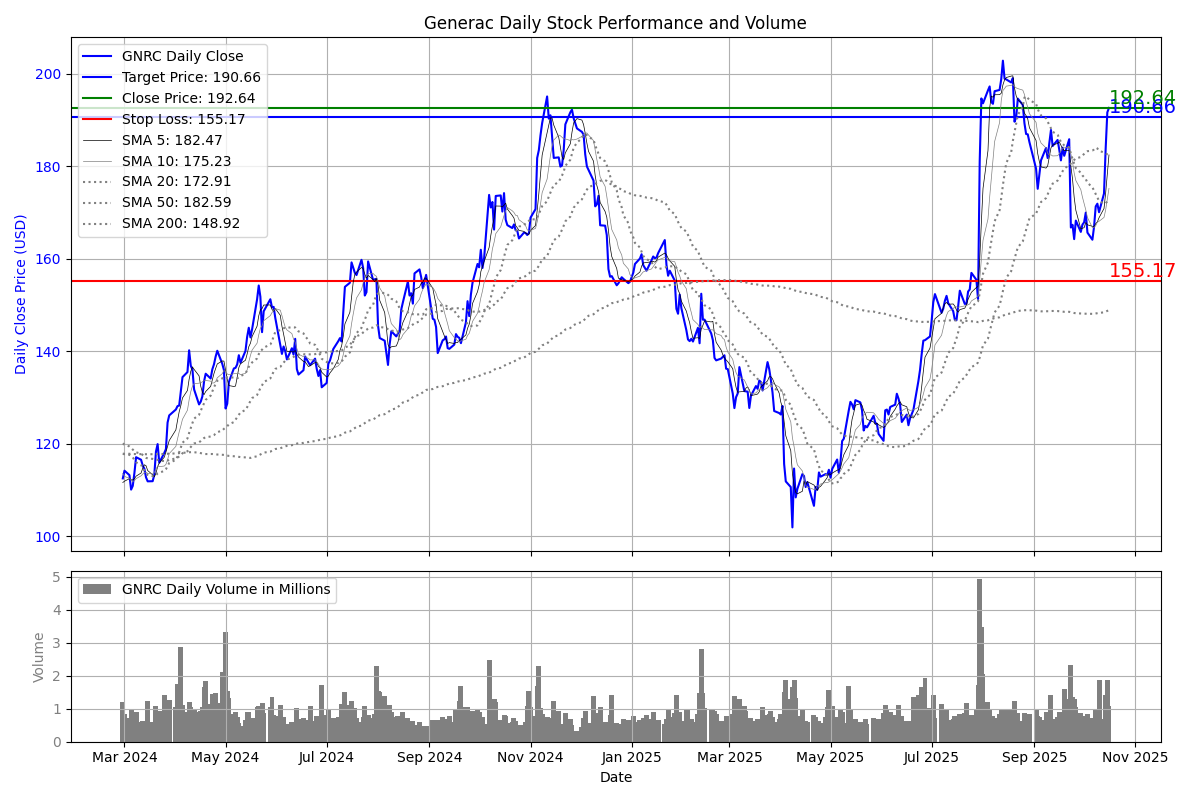 Generac Daily Stock Performance and Volume
GNRC Daily Close
Target Price: 190.66
Close Price: 192.64
Stop Loss: 155.17
SMA 5: 182.47
SMA 10: 175.23
SMA 20: 172.91
SMA 50: 182.59
SMA 200: 148.92
192.64
190.66
155.17
Daily Close Price (USD)
200
180
160
140
120
100
GNRC Daily Volume in Millions
Volume
5
4
3
2
1
0
Mar 2024 May 2024 Jul 2024 Sep 2024 Nov 2024 Jan 2025 Mar 2025 May 2025 Jul 2025 Sep 2025 Nov 2025
Date